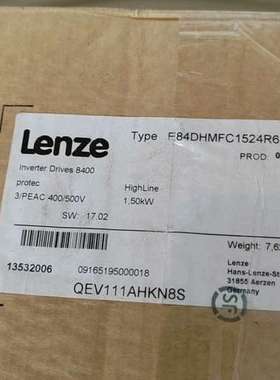 Lenze
Type E84DHMFC1524R6
PROD:
Inverter Drives 8400
protec
HighLine
3/PEAC 400/500V
1,50kW
SW: 17.02
Weight: 7,6
13532006
09165195000018
Lenze
Hans-Lenze-St
31855 Aerzen
Germany
QEV111AHKN8S